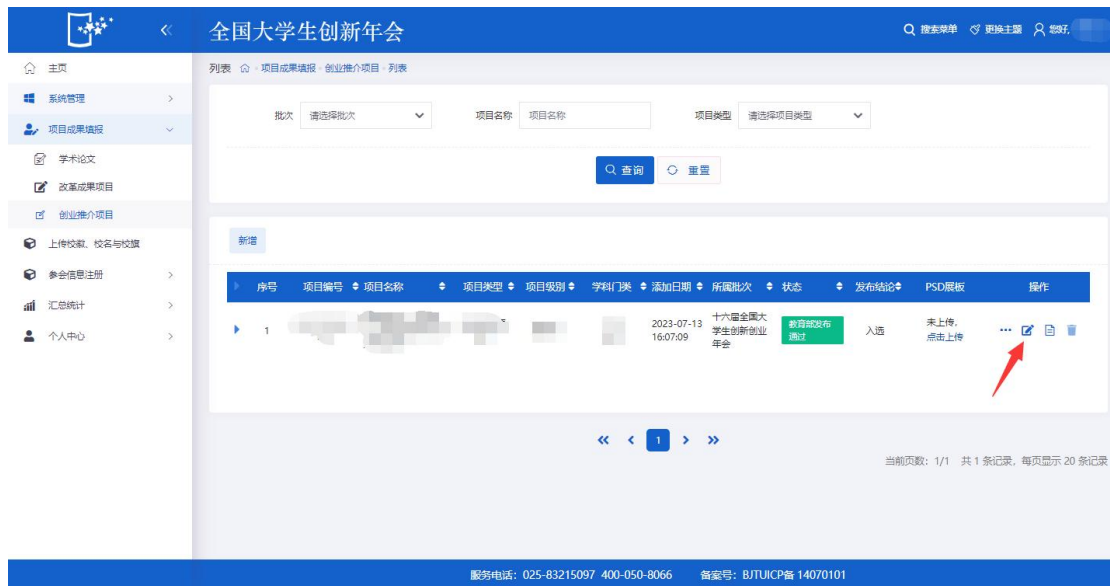 全国大学生创新年会
搜索菜单 更换主题 您好,
主页
系统管理
项目成果填报
学术论文
改革成果项目
创业推介项目
上传校徽、校名与校旗
参会信息注册
汇总统计
个人中心
列表 项目成果填报 - 创业推介项目 - 列表
批次 请选择批次 项目名称 项目名称 项目类型 请选择项目类型
查询 重置
新增
序号 项目编号 项目名称 项目类型 项目级别 学科门类 添加日期 所属批次 状态 发布结论 PSD展板 操作
1 2023-07-13 16:07:09 十六届全国大学生创新创业年会 教育部发布通过 入选 未上传, 点击上传
1
当前页数: 1/1 共 1 条记录, 每页显示 20 条记录
服务电话: 025-83215097 400-050-8066 备案号: BJTUICP备 14070101